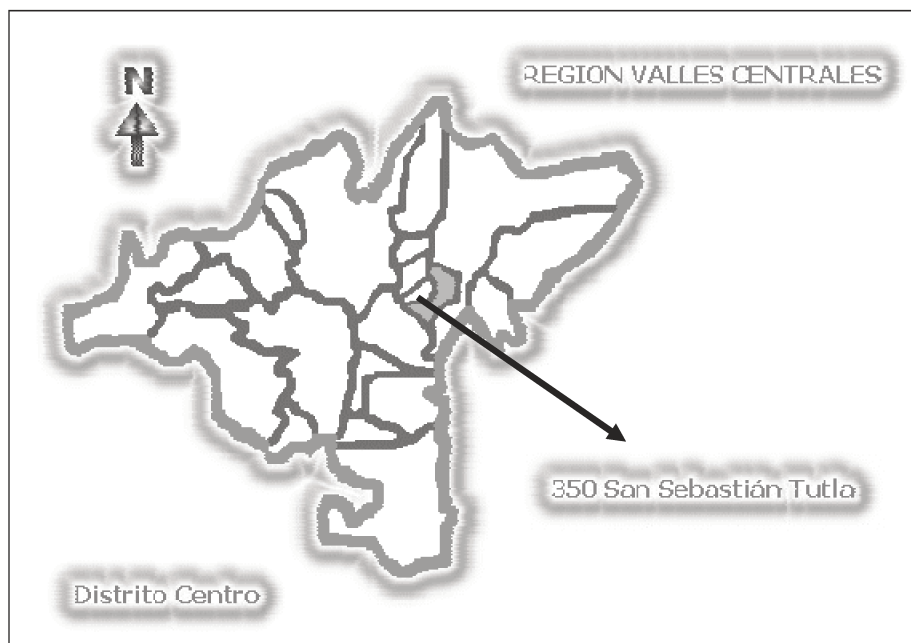 N
REGION VALLES CENTRALES
350 San Sebastián Tutla
Distrito Centro